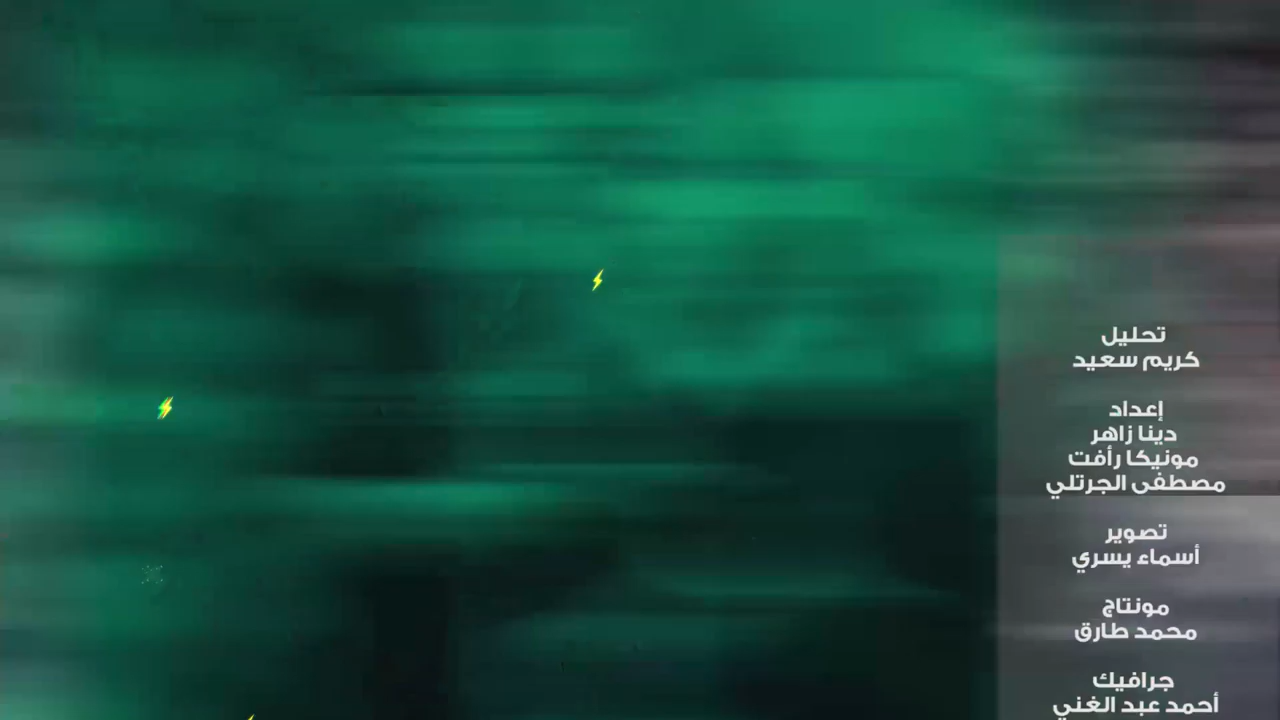 تحليل
كريم سعيد
إعداد
دينا زاهر
مونيكا رأفت
مصطفى الجرتلي
تصوير
أسماء يسري
مونتاج
محمد طارق
جرافيك
أحمد عبد الغني